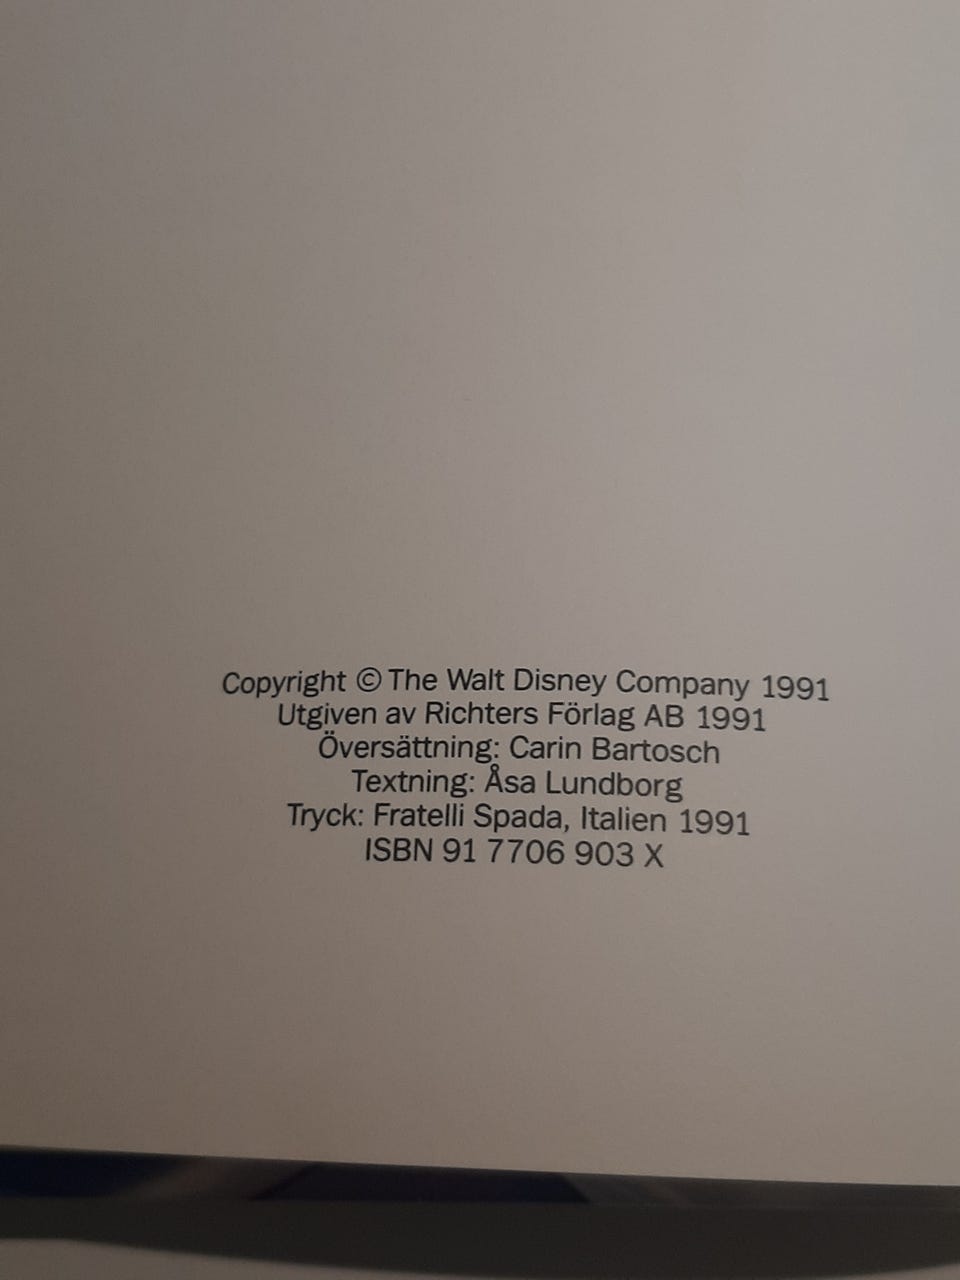 Copyright © The Walt Disney Company 1991
Utgiven av Richters Förlag AB 1991
Översättning: Carin Bartosch
Textning: Åsa Lundborg
Tryck: Fratelli Spada, Italien 1991
ISBN 91 7706 903 X